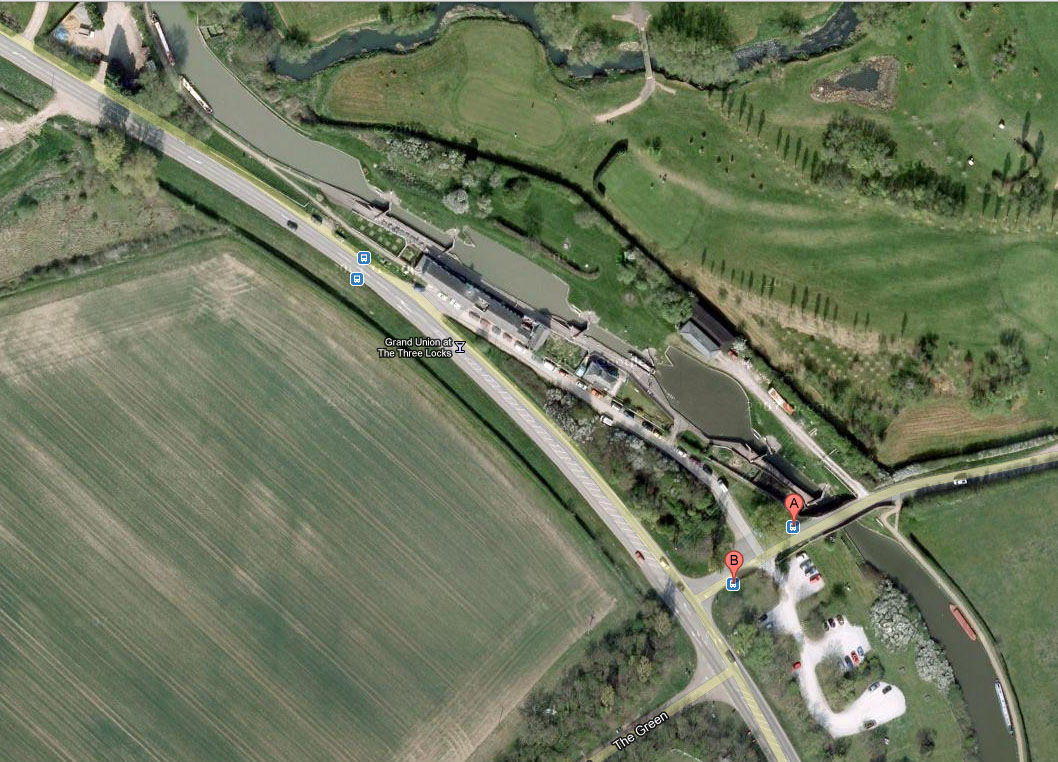 Grand Union at
The Three Locks
A
B
The Green